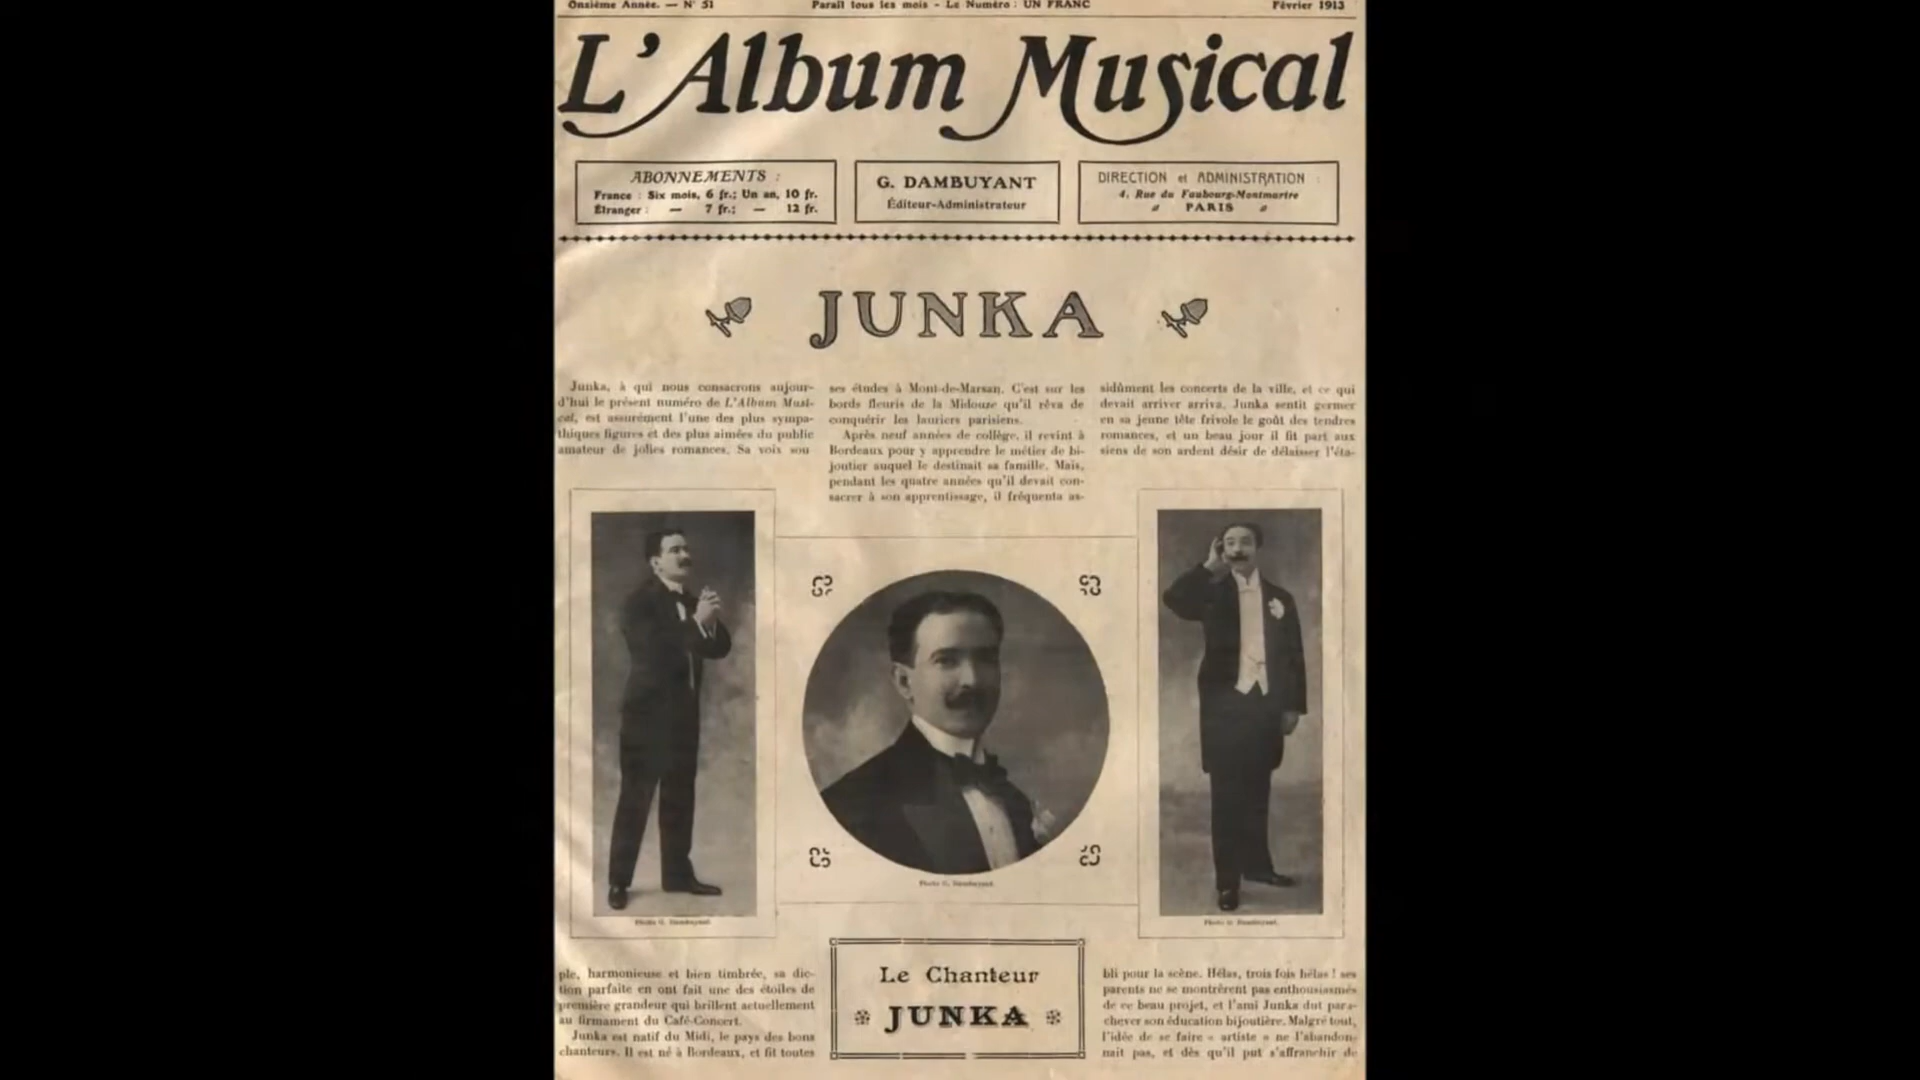 Onzième Année. — N° 51
Paraît tous les mois - Le Numéro : UN FRANC
Février 1913
L'Album Musical
ABONNEMENTS :
France : Six mois, 6 fr.; Un an, 10 fr.
Étranger : — 7 fr.; — 12 fr.
G. DAMBUYANT
Éditeur-Administrateur
DIRECTION et ADMINISTRATION :
4, Rue du Faubourg-Montmartre
PARIS
JUNKA
Junka, à qui nous consacrons aujour-
d'hui le présent numéro de L'Album Musi-
cal, est assurément l'une des plus sympa-
thiques figures et des plus aimées du public
amateur de jolies romances. Sa voix sou-
ple, harmonieuse et bien timbrée, sa dic-
tion parfaite en ont fait une des étoiles de
première grandeur qui brillent actuellement
au firmament du Café-Concert.
Junka est natif du Midi, le pays des bons
chanteurs. Il est né à Bordeaux, et fit toutes
ses études à Mont-de-Marsan. C'est sur les
bords fleuris de la Midouze qu'il rêva de
conquérir les lauriers parisiens.
Après neuf années de collège, il revint à
Bordeaux pour y apprendre le métier de bi-
joutier auquel le destinait sa famille. Mais,
pendant les quatre années qu'il devait con-
sacrer à son apprentissage, il fréquenta as-
sidûment les concerts de la ville, et ce qui
devait arriver arriva. Junka sentit germer
en sa jeune tête frivole le goût des tendres
romances, et un beau jour il fit part aux
siens de son ardent désir de délaisser l'éta-
bli pour la scène. Hélas, trois fois hélas ! ses
parents ne se montrèrent pas enthousiasmés
de ce beau projet, et l'ami Junka dut para-
chever son éducation bijoutière. Malgré tout,
l'idée de se faire « artiste » ne l'abandon-
nait pas, et dès qu'il put s'affranchir de
Photo G. Dambuyant.
Photo G. Dambuyant.
Photo G. Dambuyant.
Le Chanteur
JUNKA